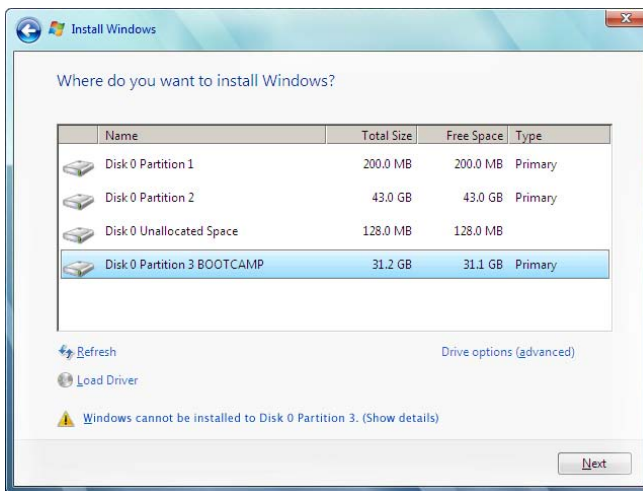 Install Windows
Where do you want to install Windows?
Name Total Size Free Space Type
Disk 0 Partition 1 200.0 MB 200.0 MB Primary
Disk 0 Partition 2 43.0 GB 43.0 GB Primary
Disk 0 Unallocated Space 128.0 MB 128.0 MB
Disk 0 Partition 3 BOOTCAMP 31.2 GB 31.1 GB Primary
Refresh Drive options (advanced)
Load Driver
Windows cannot be installed to Disk 0 Partition 3. (Show details)
Next